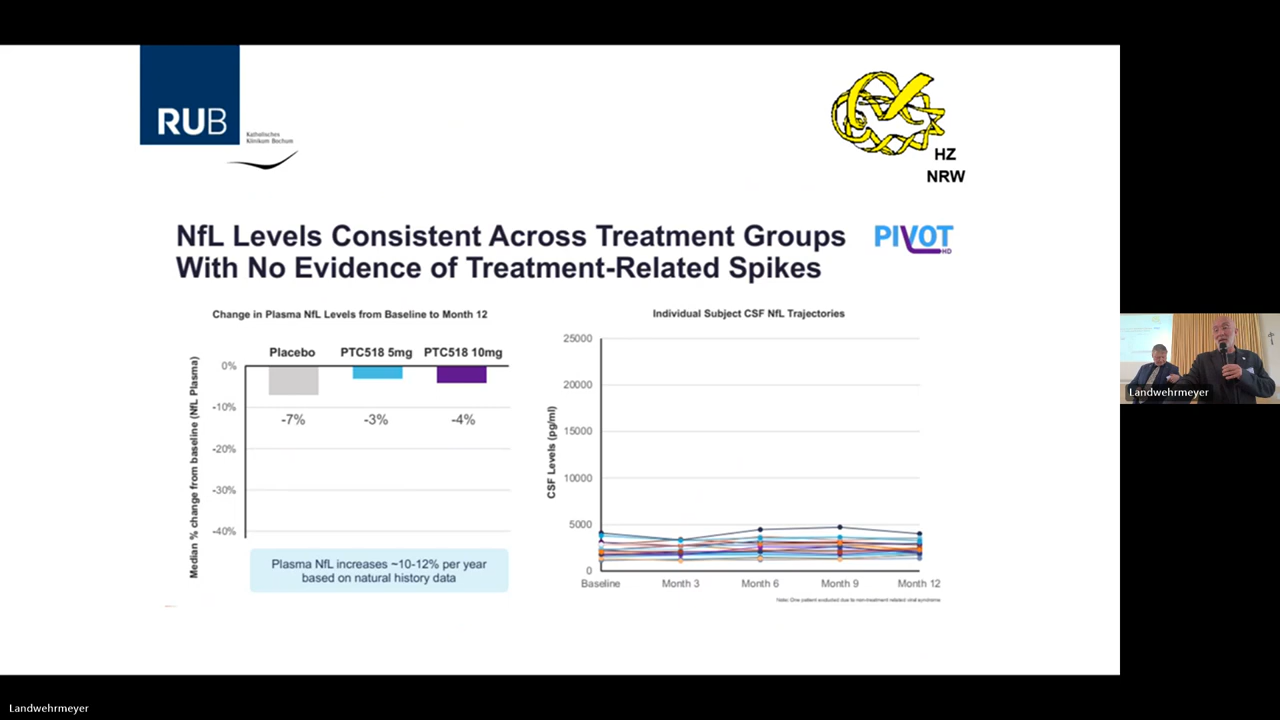 RUB
Katholisches
Klinikum Bochum
HZ
NRW
NfL Levels Consistent Across Treatment Groups
With No Evidence of Treatment-Related Spikes
PIVOT
HD
Change in Plasma NfL Levels from Baseline to Month 12
Median % change from baseline (NfL Plasma)
Placebo
PTC518 5mg
PTC518 10mg
0%
-10%
-20%
-30%
-40%
-7%
-3%
-4%
Plasma NfL increases ~10-12% per year
based on natural history data
Individual Subject CSF NfL Trajectories
CSF Levels (pg/ml)
25000
20000
15000
10000
5000
0
Baseline
Month 3
Month 6
Month 9
Month 12
Note: One patient excluded due to non-treatment related viral syndrome
Landwehrmeyer
Landwehrmeyer